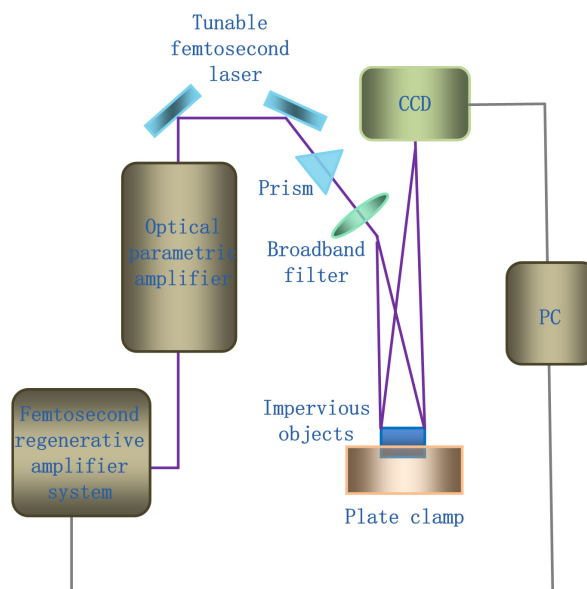 Tunable
femtosecond
laser
CCD
Prism
Optical
parametric
amplifier
Broadband
filter
PC
Femtosecond
regenerative
amplifier
system
Impervious
objects
Plate clamp